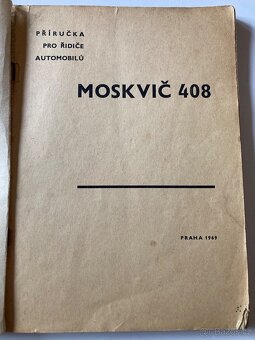 PŘÍRUČKA
PRO ŘIDIČE
AUTOMOBILŮ
MOSKVIČ 408
PRAHA 1969